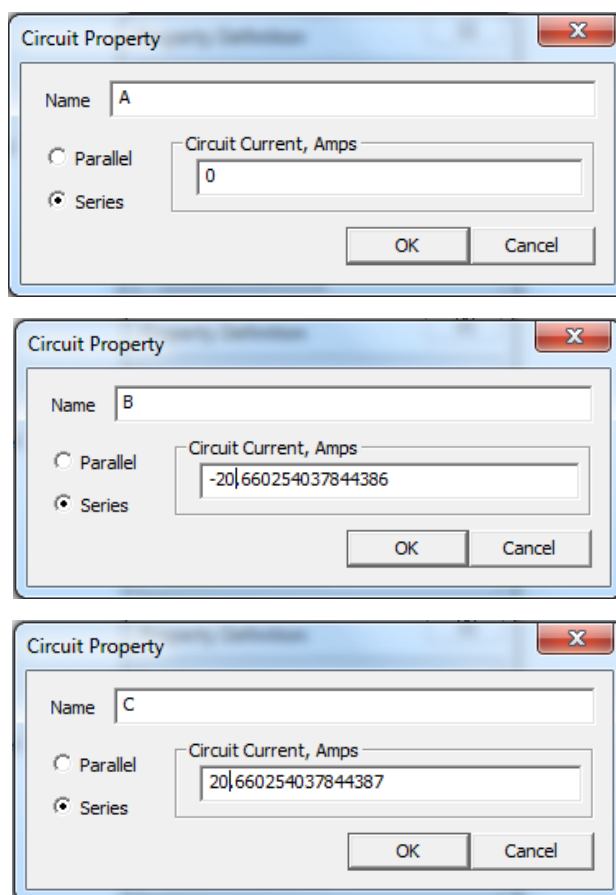 Circuit Property
Name A
Parallel
Circuit Current, Amps
0
Series
OK Cancel
Circuit Property
Name B
Parallel
Circuit Current, Amps
-20.660254037844386
Series
OK Cancel
Circuit Property
Name C
Parallel
Circuit Current, Amps
20.660254037844387
Series
OK Cancel